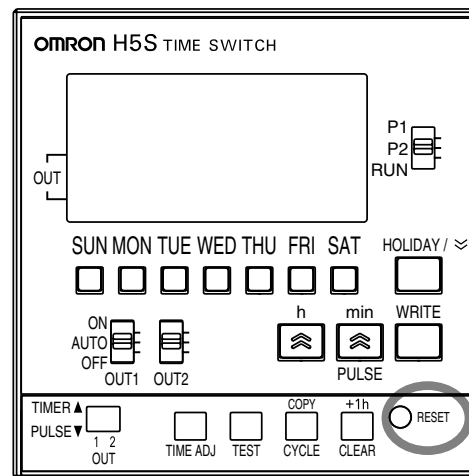 OMRON H5S TIME SWITCH
P1
P2
RUN
OUT
SUN MON TUE WED THU FRI SAT
HOLIDAY /
h min WRITE
ON
AUTO
OFF
OUT1 OUT2
PULSE
TIMER
PULSE
1 2
OUT
TIME ADJ
TEST
COPY
CYCLE
+1h
CLEAR
RESET